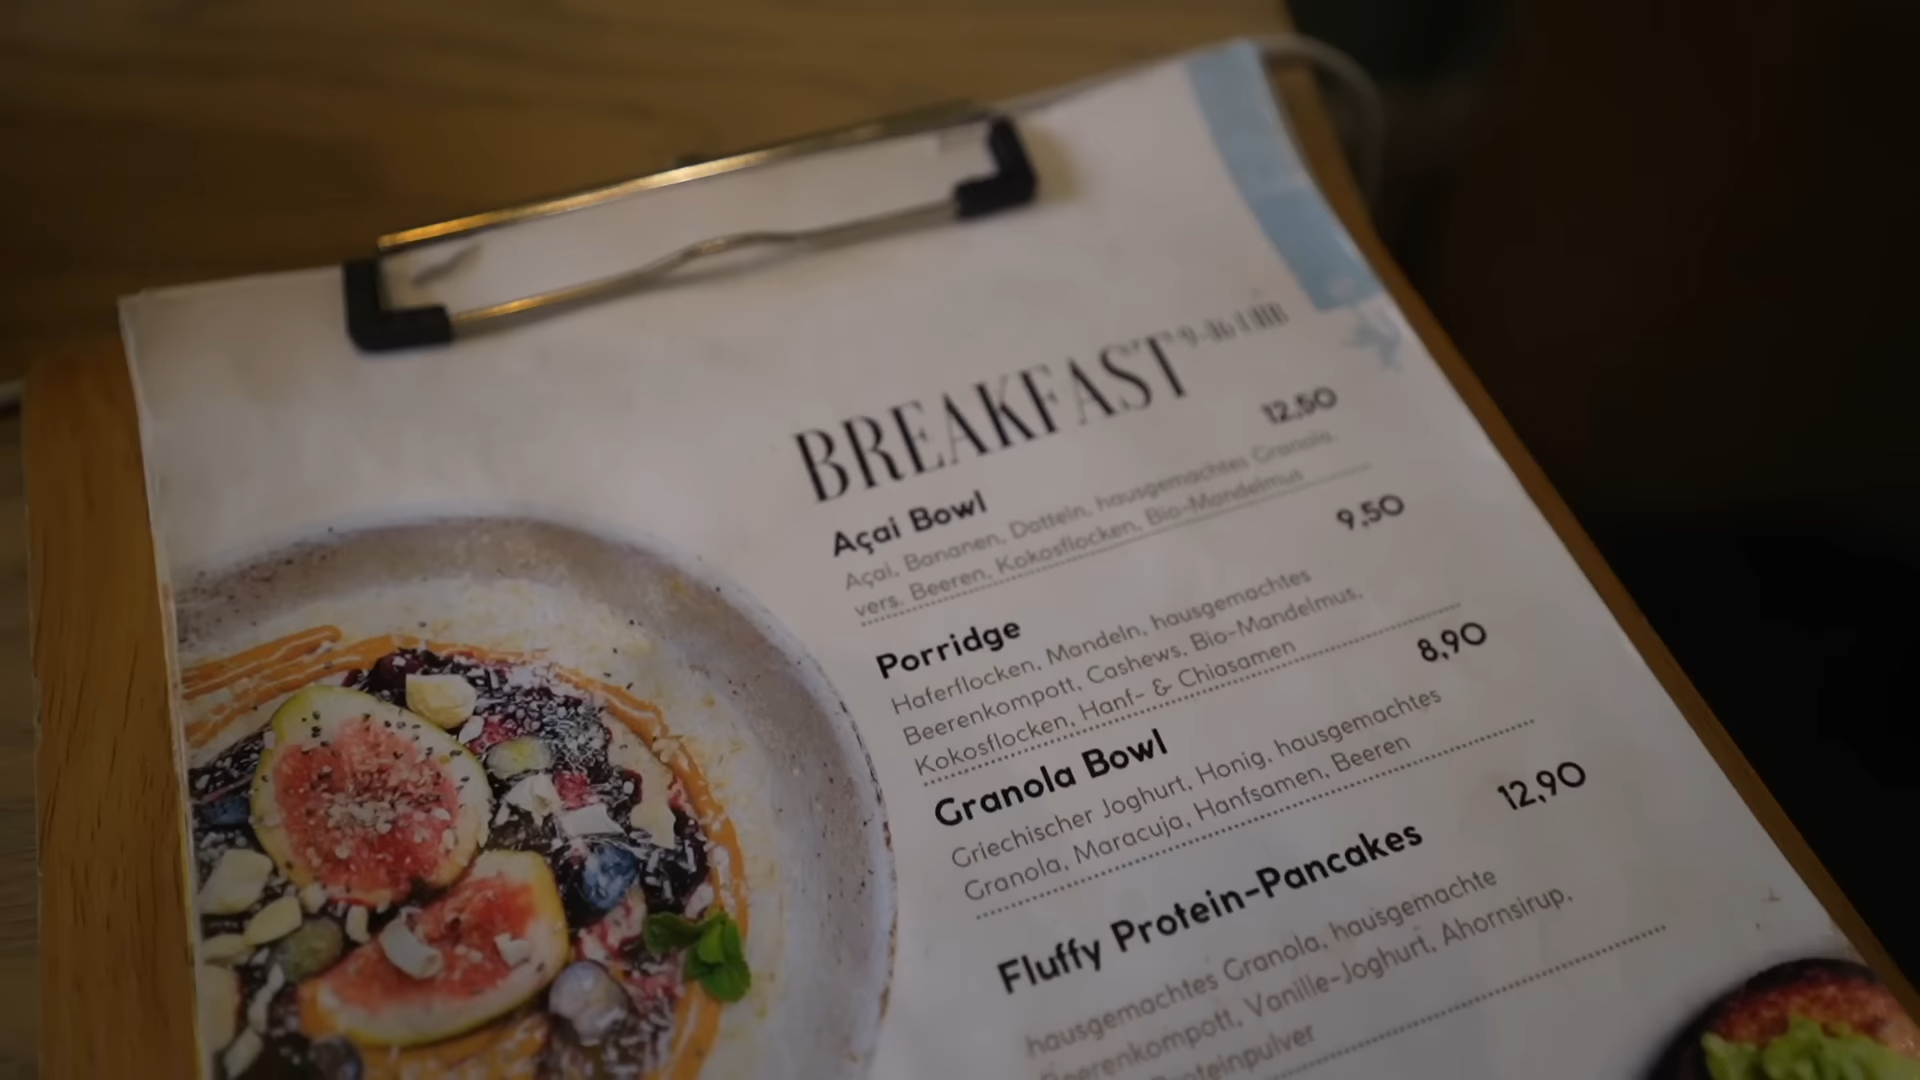 BREAKFAST
Açai Bowl 12,50
Açai, Bananen, Datteln, hausgemachtes Granola,
vers. Beeren, Kokosflocken, Bio-Mandelmus
Porridge 9,50
Haferflocken, Mandeln, hausgemachtes
Beerenkompott, Cashews, Bio-Mandelmus,
Kokosflocken, Hanf- & Chiasamen
Granola Bowl 8,90
Griechischer Joghurt, Honig, hausgemachtes
Granola, Maracuja, Hanfsamen, Beeren
Fluffy Protein-Pancakes 12,90
hausgemachtes Granola, hausgemachte
Beerenkompott, Vanille-Joghurt, Ahornsirup,
Proteinpulver